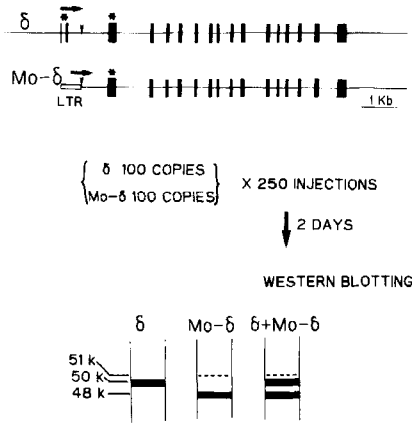 δ
* *
Mo-δ
*
LTR
1 Kb
δ 100 COPIES
Mo-δ 100 COPIES
X 250 INJECTIONS
2 DAYS
WESTERN BLOTTING
δ Mo-δ δ+Mo-δ
51 k
50 k
48 k